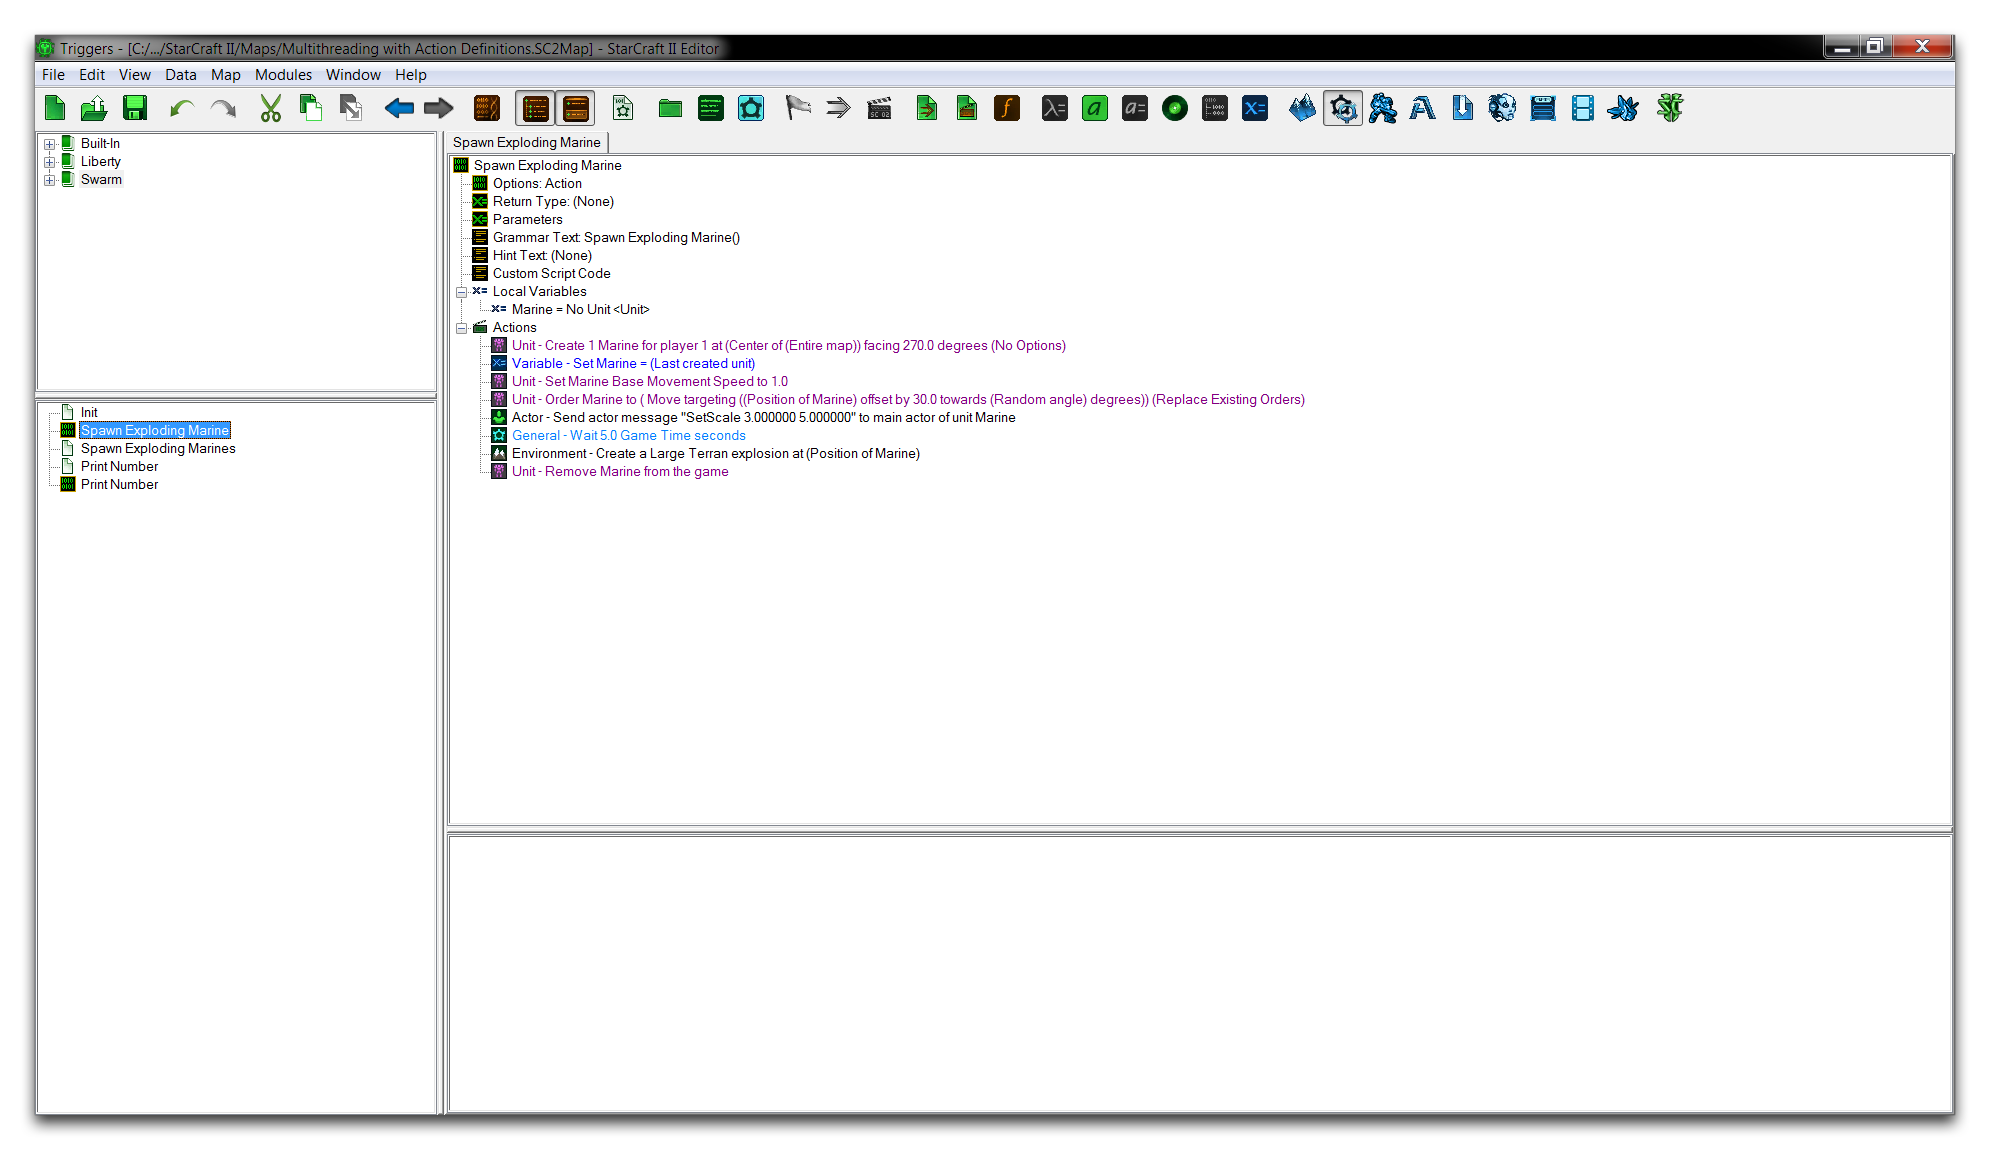 Triggers - [C:/.../StarCraft II/Maps/Multithreading with Action Definitions.SC2Map] - StarCraft II Editor
File Edit View Data Map Modules Window Help
Built-In
Liberty
Swarm
Init
Spawn Exploding Marine
Spawn Exploding Marines
Print Number
Print Number
Spawn Exploding Marine
Spawn Exploding Marine
Options: Action
Return Type: (None)
Parameters
Grammar Text: Spawn Exploding Marine()
Hint Text: (None)
Custom Script Code
Local Variables
Marine = No Unit <Unit>
Actions
Unit - Create 1 Marine for player 1 at (Center of (Entire map)) facing 270.0 degrees (No Options)
Variable - Set Marine = (Last created unit)
Unit - Set Marine Base Movement Speed to 1.0
Unit - Order Marine to ( Move targeting ((Position of Marine) offset by 30.0 towards (Random angle) degrees)) (Replace Existing Orders)
Actor - Send actor message "SetScale 3.000000 5.000000" to main actor of unit Marine
General - Wait 5.0 Game Time seconds
Environment - Create a Large Terran explosion at (Position of Marine)
Unit - Remove Marine from the game